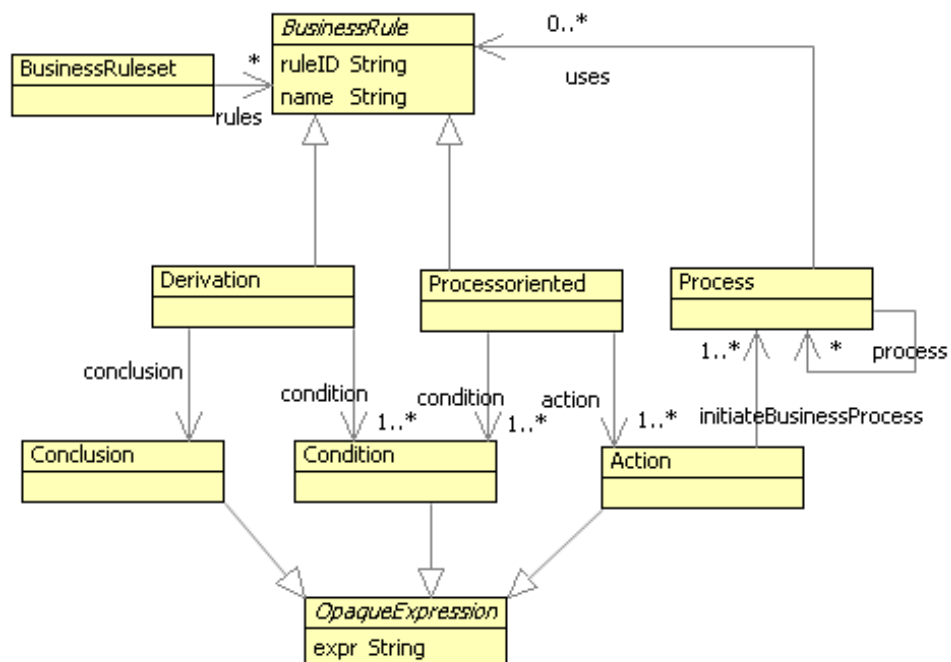 BusinessRule
ruleID String
name String
BusinessRuleset
*
rules
0..*
uses
Derivation
Processoriented
Process
conclusion
condition
1..*
condition
1..*
action
1..*
1..*
*
process
initiateBusinessProcess
Conclusion
Condition
Action
OpaqueExpression
expr String